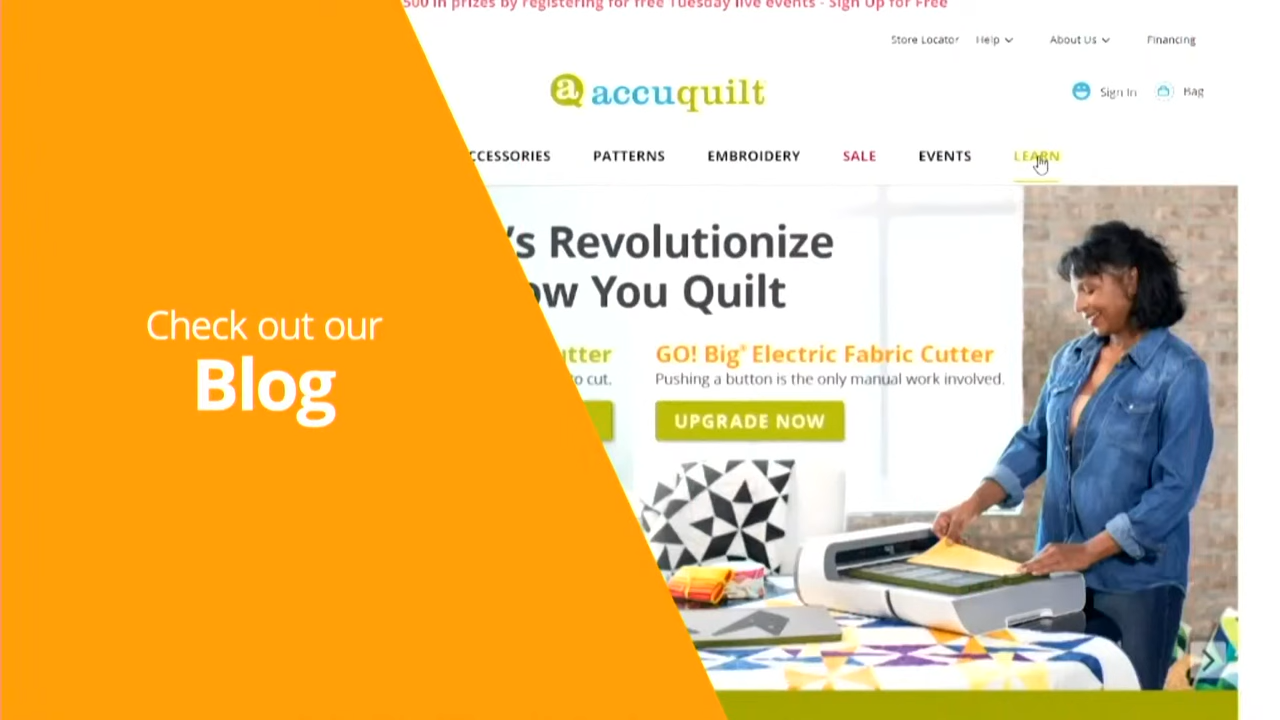 500 in prizes by registering for free Tuesday live events - Sign Up for Free
Store Locator Help About Us Financing
a accuquilt
Sign In Bag
CCESSORIES PATTERNS EMBROIDERY SALE EVENTS LEARN
’s Revolutionize
ow You Quilt
Check out our
Blog
utter
o cut.
GO! Big® Electric Fabric Cutter
Pushing a button is the only manual work involved.
UPGRADE NOW